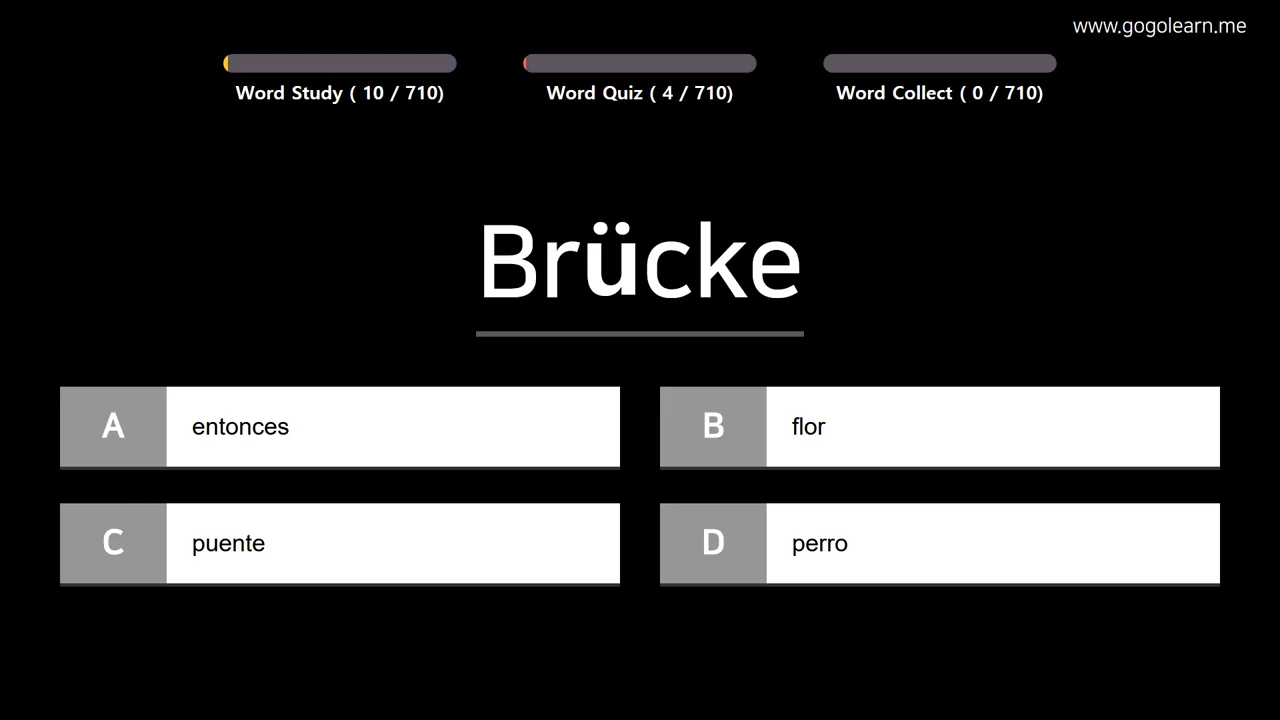 www.gogolearn.me
Word Study ( 10 / 710)
Word Quiz ( 4 / 710)
Word Collect ( 0 / 710)
Brücke
A entonces
B flor
C puente
D perro